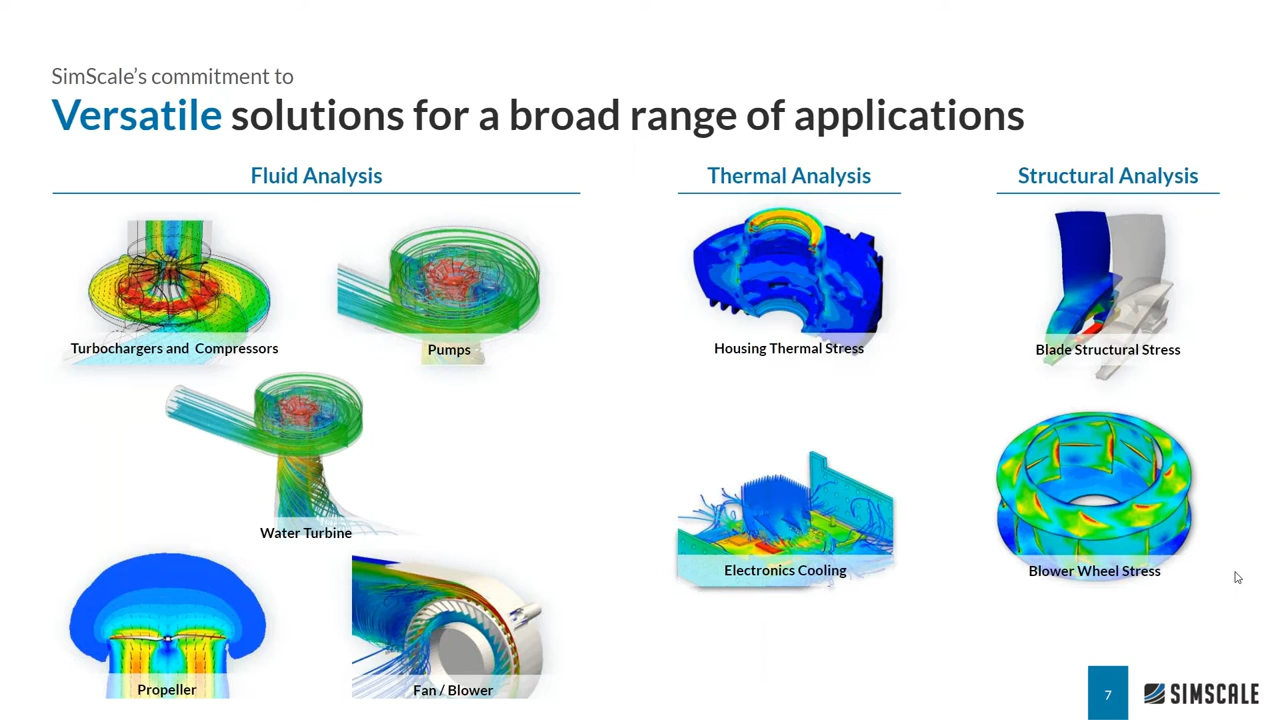 SimScale's commitment to
Versatile solutions for a broad range of applications
Fluid Analysis
Thermal Analysis
Structural Analysis
Turbochargers and Compressors
Pumps
Housing Thermal Stress
Blade Structural Stress
Water Turbine
Electronics Cooling
Blower Wheel Stress
Propeller
Fan / Blower
7
SIMSCALE